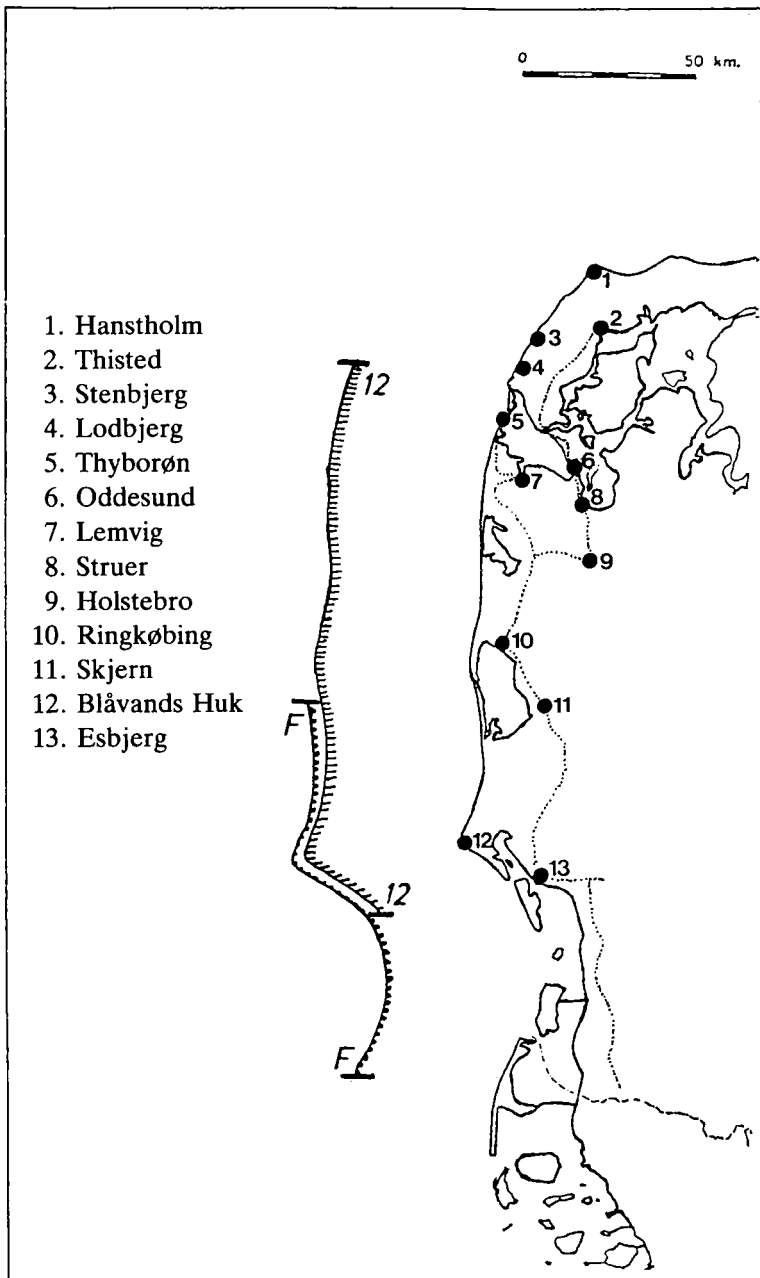 0 50 km.
1. Hanstholm
2. Thisted
3. Stenbjerg
4. Lodbjerg
5. Thyborøn
6. Oddesund
7. Lemvig
8. Struer
9. Holstebro
10. Ringkøbing
11. Skjern
12. Blåvands Huk
13. Esbjerg
12
F
12
F
1
2
3
4
5
6
7
8
9
10
11
12
13